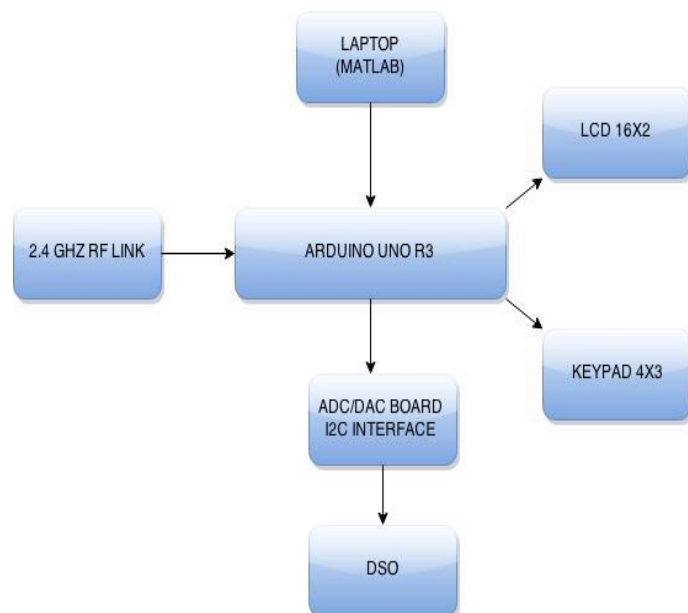 LAPTOP
(MATLAB)
LCD 16X2
2.4 GHZ RF LINK
ARDUINO UNO R3
KEYPAD 4X3
ADC/DAC BOARD
I2C INTERFACE
DSO